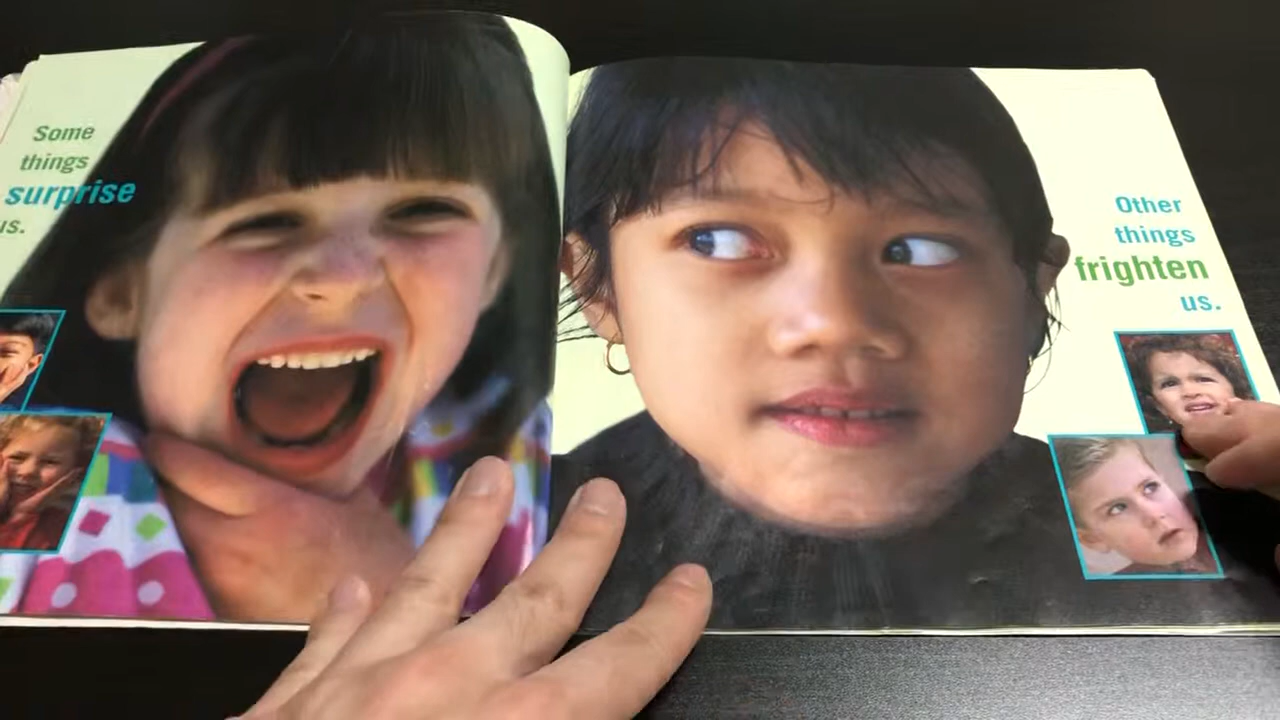 Some
things
surprise
us.
Other
things
frighten
us.